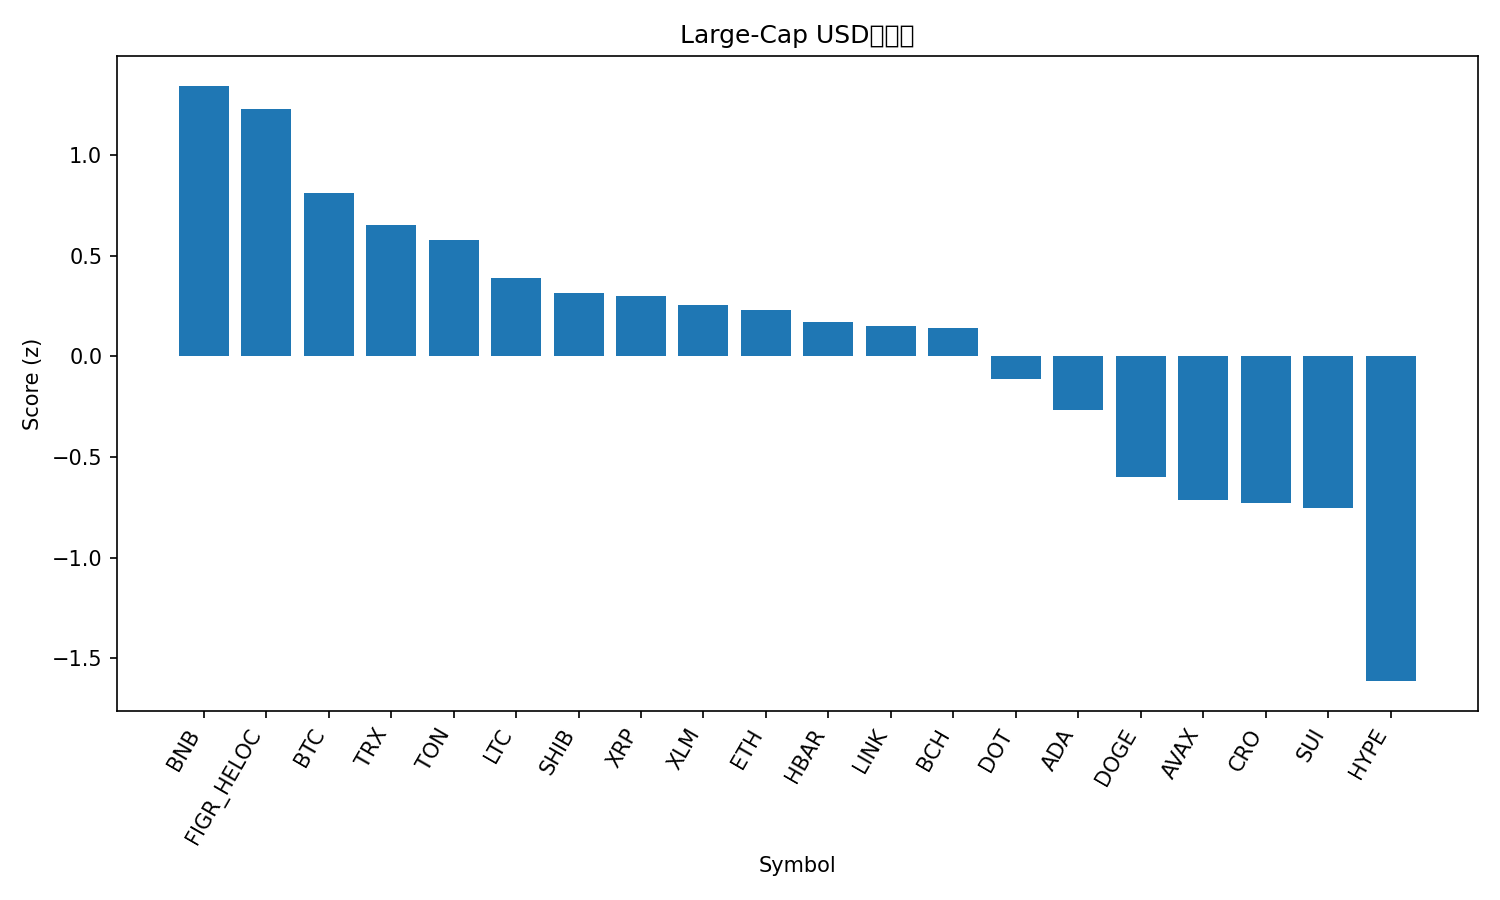 Large-Cap USD
Score (z)
1.0
0.5
0.0
−0.5
−1.0
−1.5
BNB
FIGR_HELOC
BTC
TRX
TON
LTC
SHIB
XRP
XLM
ETH
HBAR
LINK
BCH
DOT
ADA
DOGE
AVAX
CRO
SUI
HYPE
Symbol